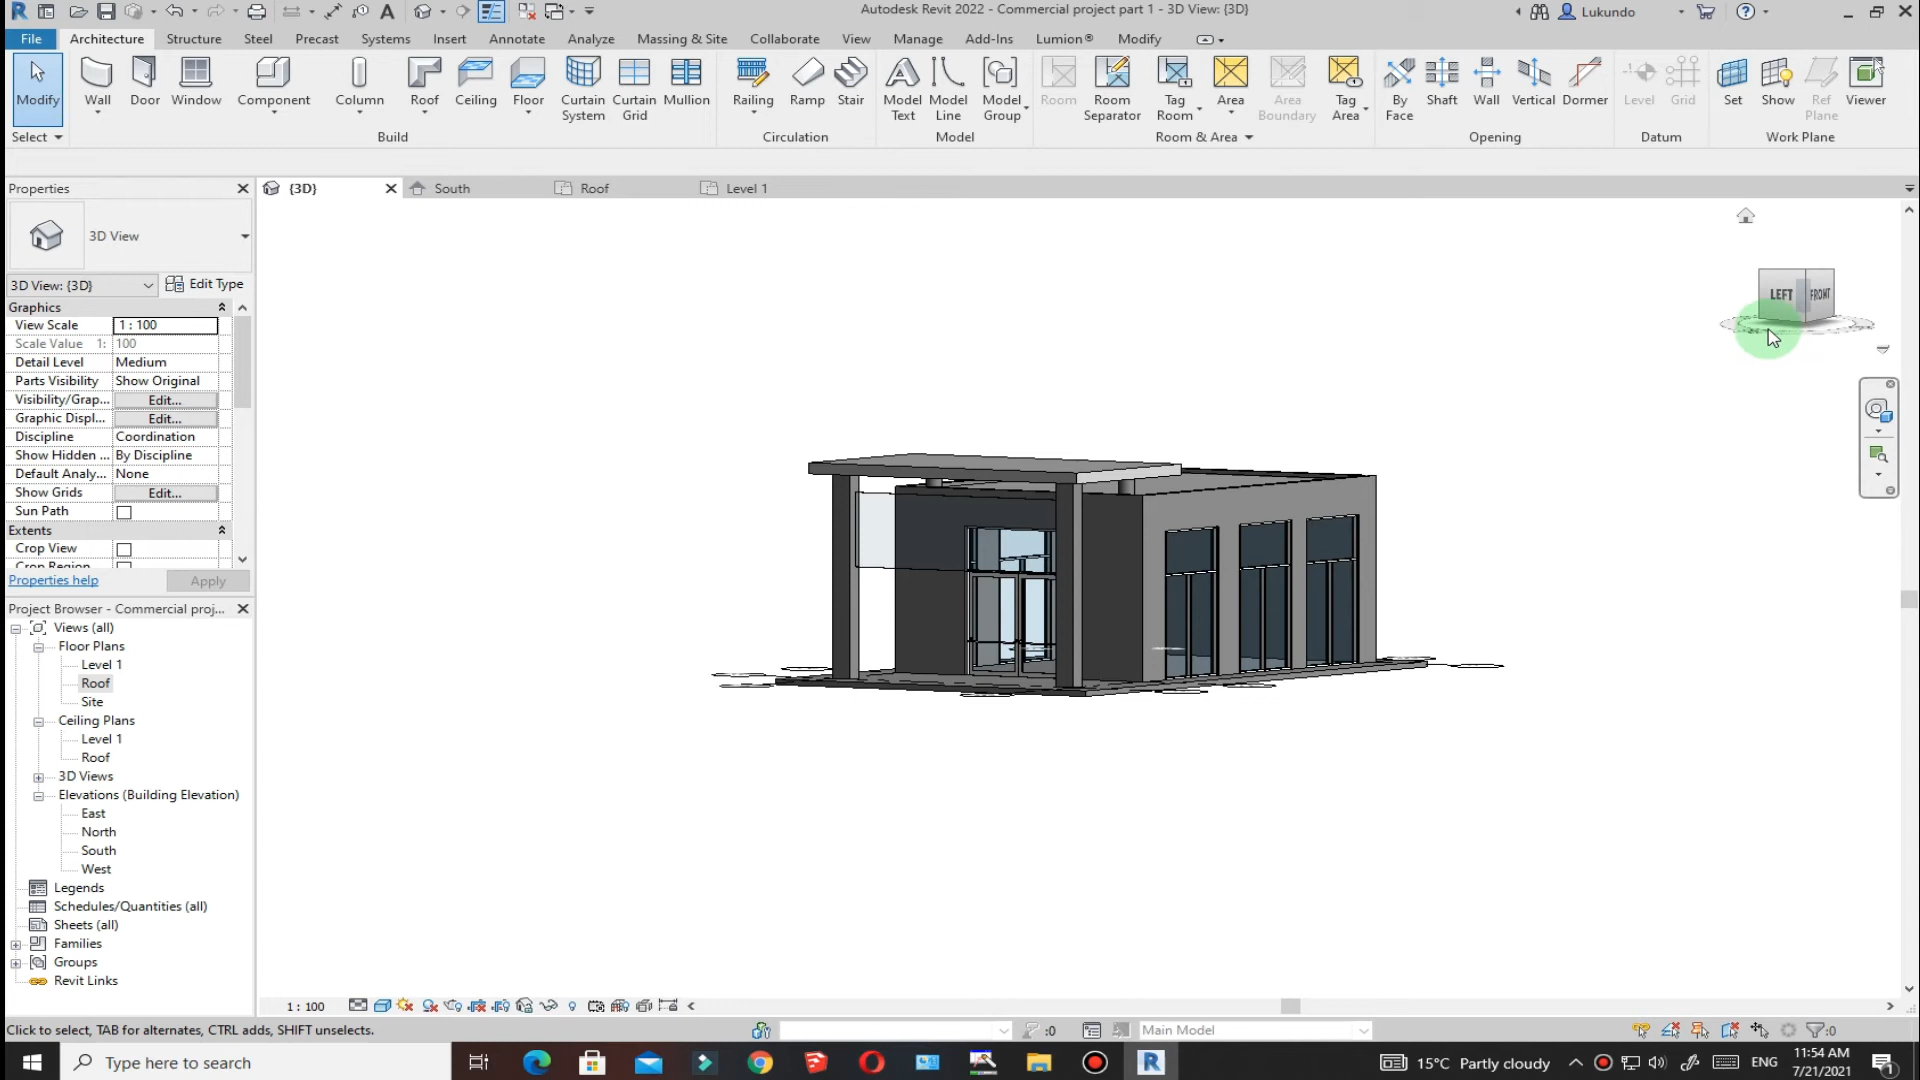 Autodesk Revit 2022 - Commercial project part 1 - 3D View: {3D}
Lukundo
File Architecture Structure Steel Precast Systems Insert Annotate Analyze Massing & Site Collaborate View Manage Add-Ins Lumion® Modify
Modify Wall Door Window Component Column Roof Ceiling Floor Curtain System Curtain Grid Mullion Railing Ramp Stair Model Text Model Line Model Group Room Room Separator Tag Room Area Area Boundary Tag Area By Face Shaft Wall Vertical Dormer Level Grid Set Show Ref Plane Viewer
Select Build Circulation Model Room & Area Opening Datum Work Plane
Properties
{3D} South Roof Level 1
3D View
3D View: {3D} Edit Type
Graphics
View Scale 1 : 100
Scale Value 1: 100
Detail Level Medium
Parts Visibility Show Original
Visibility/Grap... Edit...
Graphic Displ... Edit...
Discipline Coordination
Show Hidden ... By Discipline
Default Analy... None
Show Grids Edit...
Sun Path
Extents
Crop View
Crop Region
Properties help Apply
LEFT FRONT
Project Browser - Commercial proj...
Views (all)
Floor Plans
Level 1
Roof
Site
Ceiling Plans
Level 1
Roof
3D Views
Elevations (Building Elevation)
East
North
South
West
Legends
Schedules/Quantities (all)
Sheets (all)
Families
Groups
Revit Links
1 : 100
Click to select, TAB for alternates, CTRL adds, SHIFT unselects.
:0
Main Model
:0
Type here to search
15°C Partly cloudy
ENG
11:54 AM
7/21/2021
1